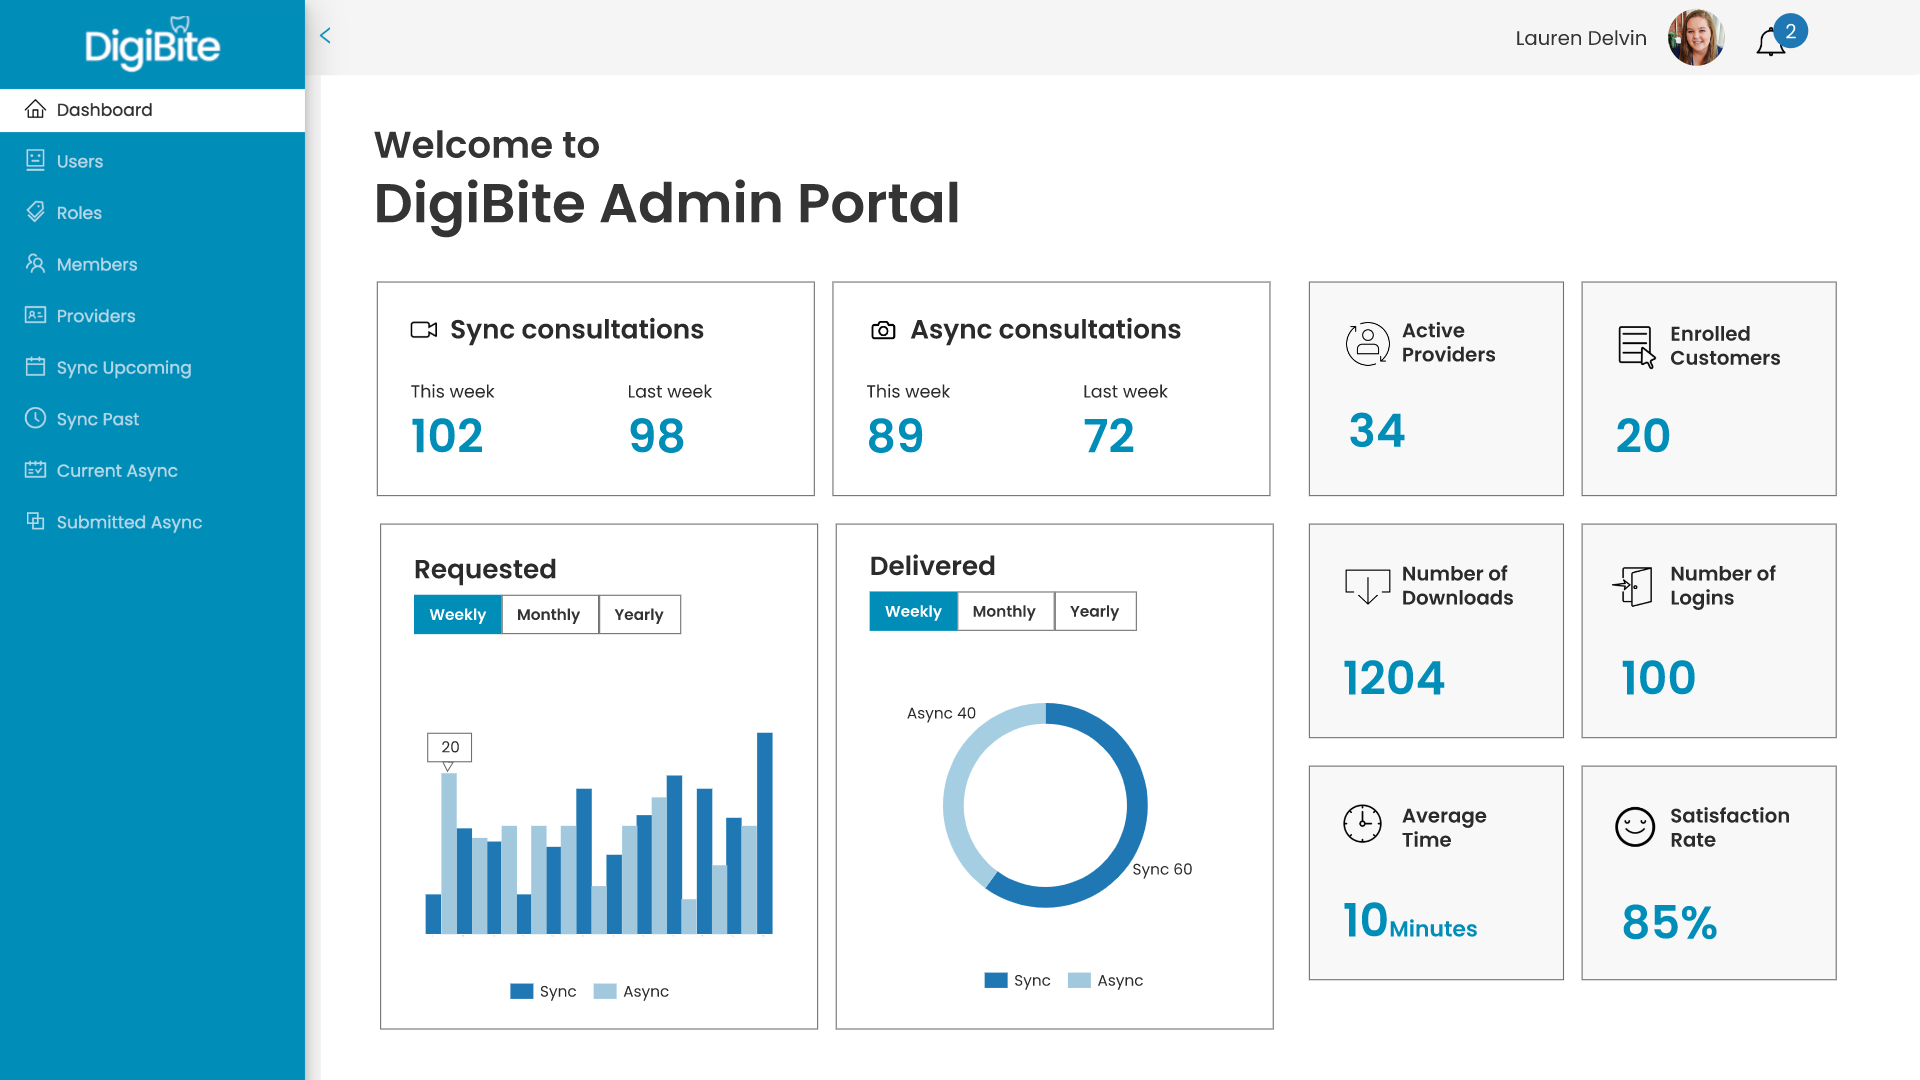 DigiBite
Lauren Delvin
2
Dashboard
Users
Roles
Members
Providers
Sync Upcoming
Sync Past
Current Async
Submitted Async
Welcome to
DigiBite Admin Portal
Sync consultations
This week
Last week
102
98
Async consultations
This week
Last week
89
72
Active
Providers
34
Enrolled
Customers
20
Requested
Weekly
Monthly
Yearly
20
Sync
Async
Delivered
Weekly
Monthly
Yearly
Async 40
Sync 60
Sync
Async
Number of
Downloads
1204
Number of
Logins
100
Average
Time
10 Minutes
Satisfaction
Rate
85%